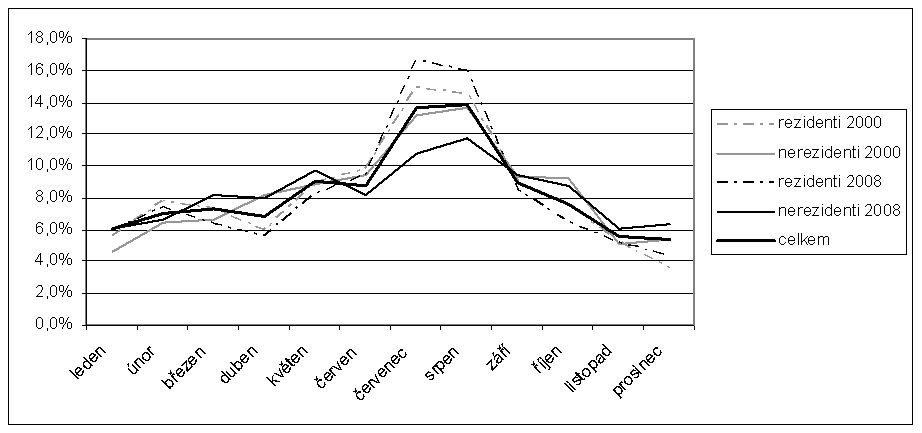 18,0%
16,0%
14,0%
12,0%
10,0%
8,0%
6,0%
4,0%
2,0%
0,0%
leden
únor
březen
duben
květen
červen
červenec
srpen
září
říjen
listopad
prosinec
rezidenti 2000
nerezidenti 2000
rezidenti 2008
nerezidenti 2008
celkem